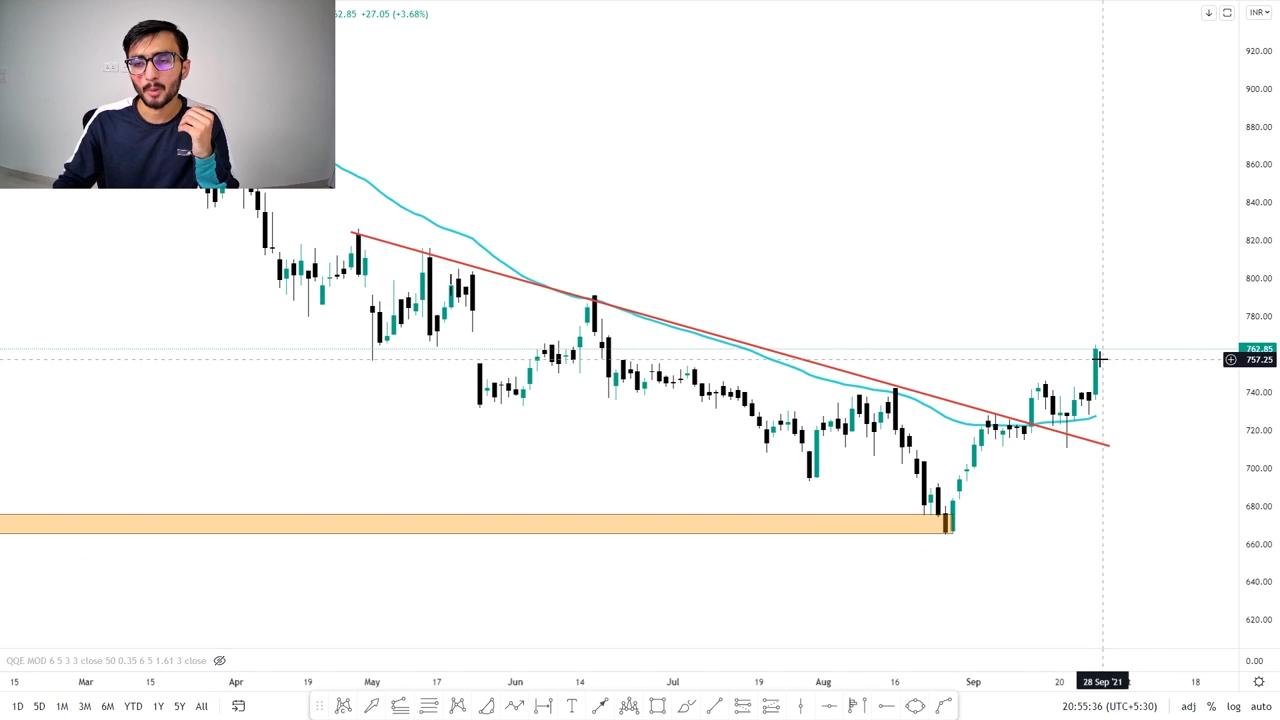 62.85 +27.05 (+3.68%)
INR
920.00
900.00
880.00
860.00
840.00
820.00
800.00
780.00
762.85
757.25
740.00
720.00
700.00
680.00
660.00
640.00
620.00
0.00
QQE MOD 6 5 3 3 close 50 0.35 6 5 1.61 3 close
15 Mar 15 Apr 19 May 17 Jun 14 Jul 19 Aug 16 Sep 20 28 Sep '21 18
1D 5D 1M 3M 6M YTD 1Y 5Y All
T
20:55:36 (UTC+5:30) adj % log auto